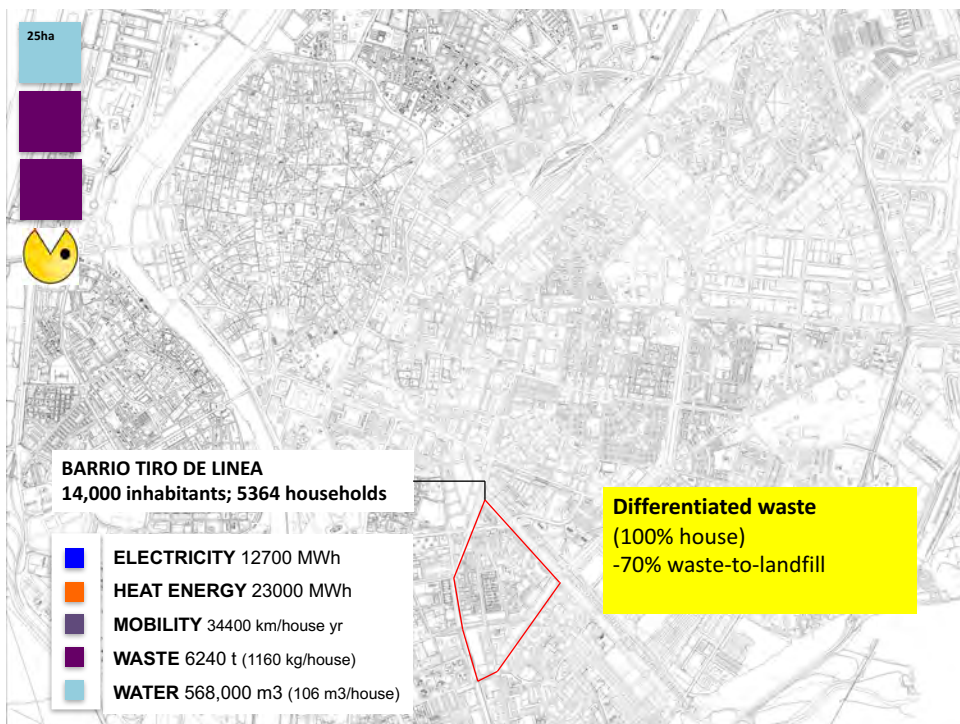 25ha
BARRIO TIRO DE LINEA
14,000 inhabitants; 5364 households
Differentiated waste
(100% house)
-70% waste-to-landfill
ELECTRICITY 12700 MWh
HEAT ENERGY 23000 MWh
MOBILITY 34400 km/house yr
WASTE 6240 t (1160 kg/house)
WATER 568,000 m3 (106 m3/house)